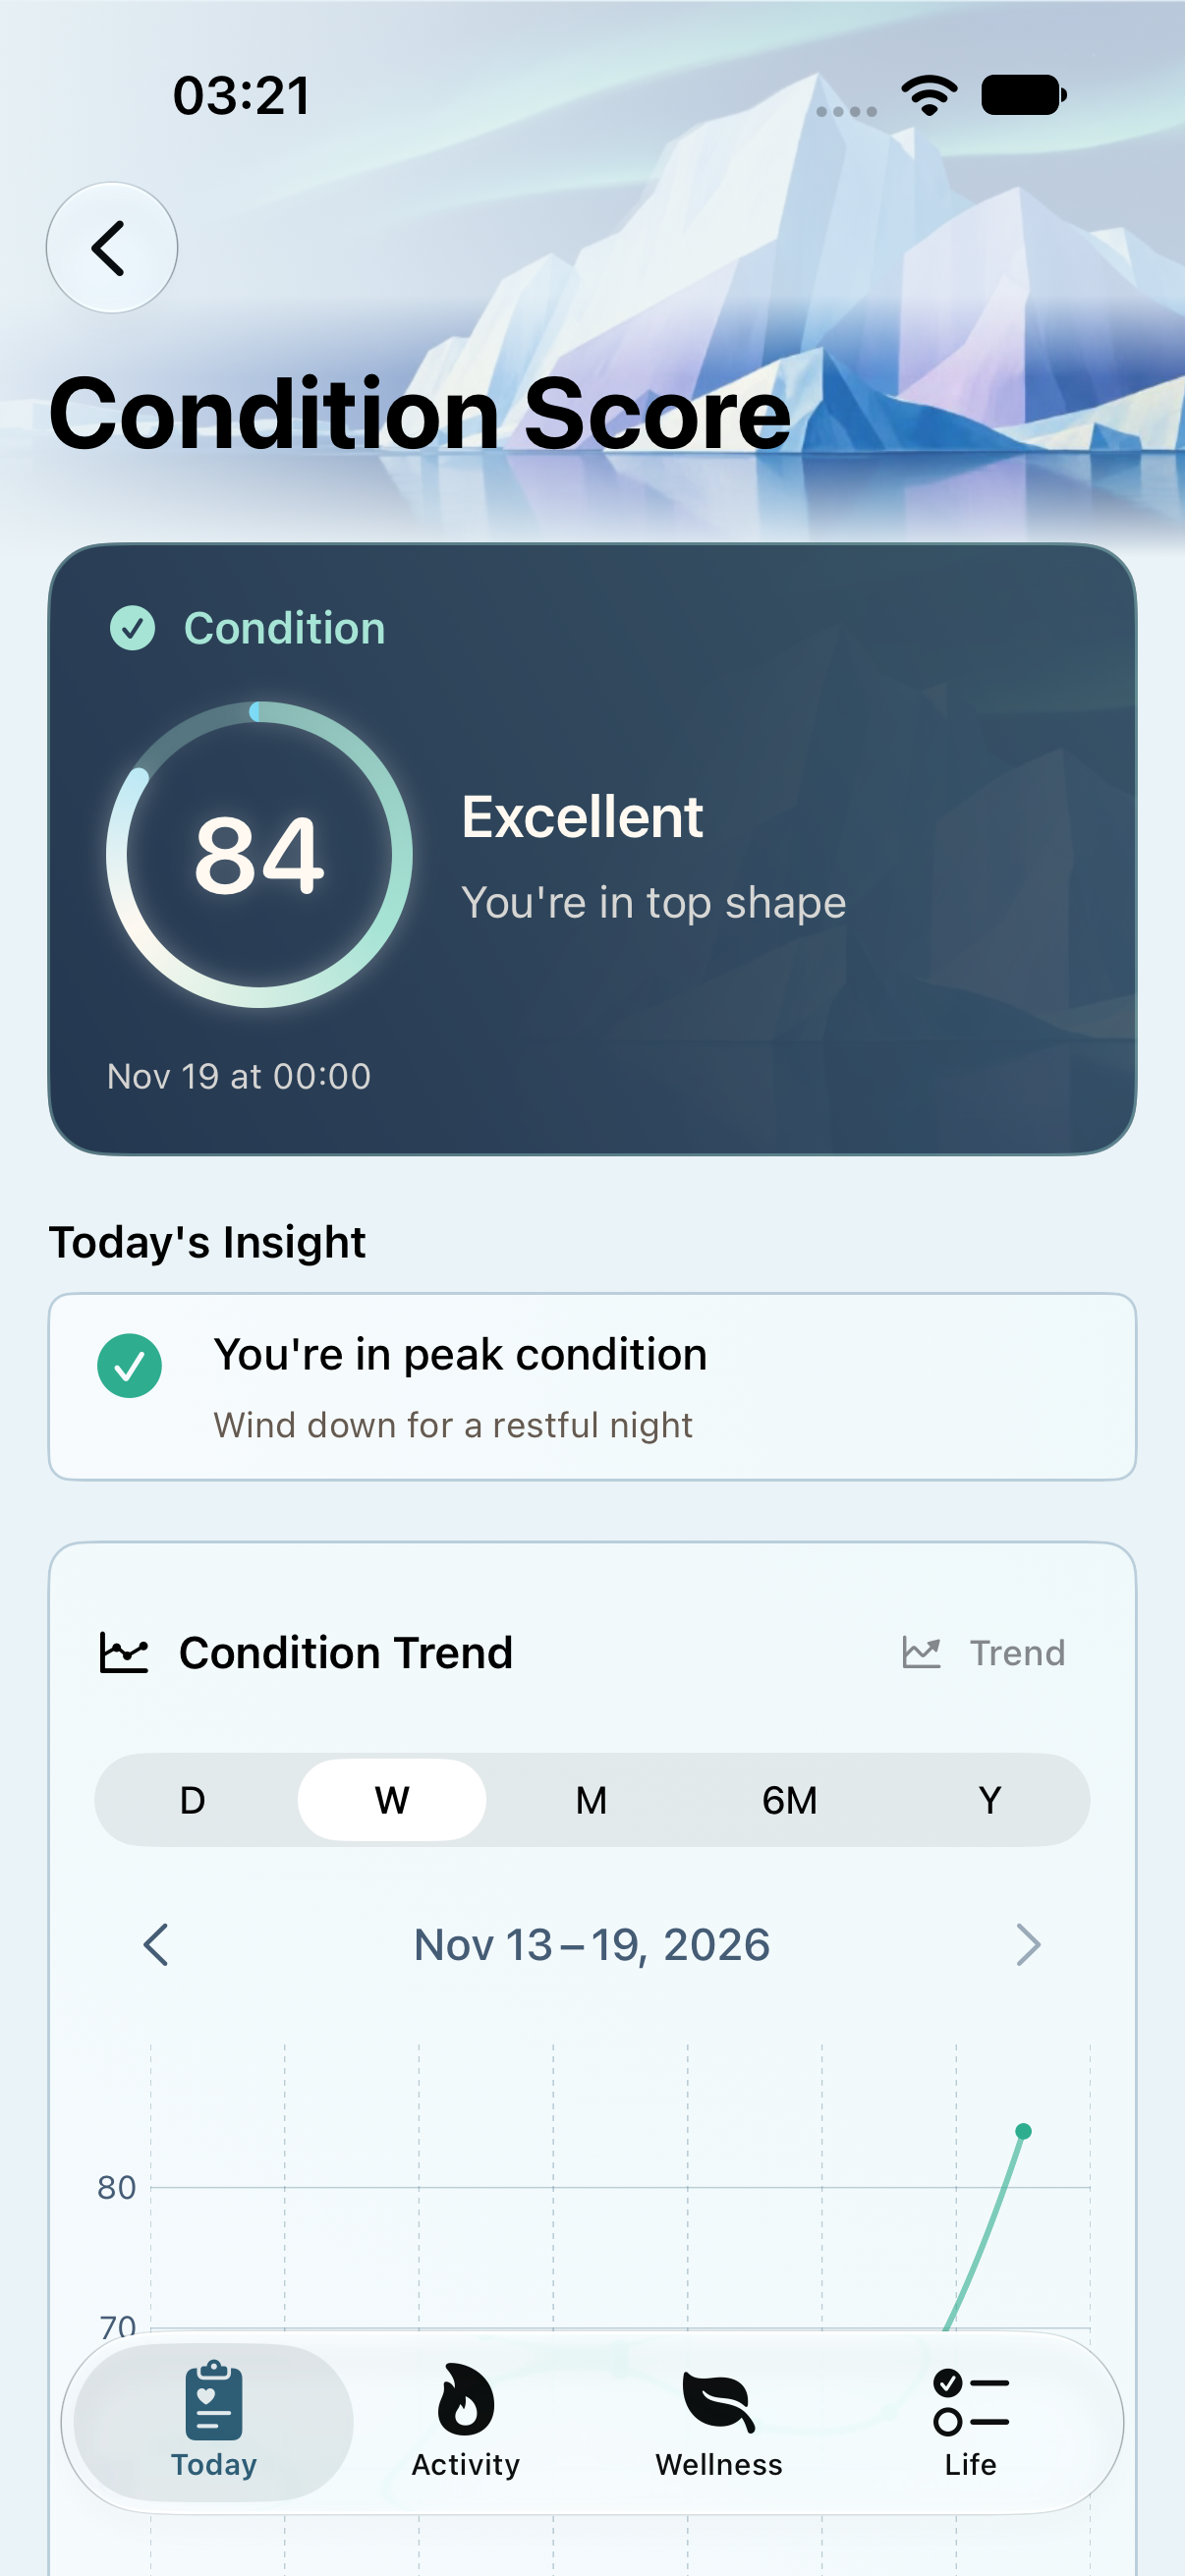 03:21
Condition Score
Condition
84
Excellent
You're in top shape
Nov 19 at 00:00
Today's Insight
You're in peak condition
Wind down for a restful night
Condition Trend
Trend
D W M 6M Y
Nov 13–19, 2026
80
70
Today Activity Wellness Life